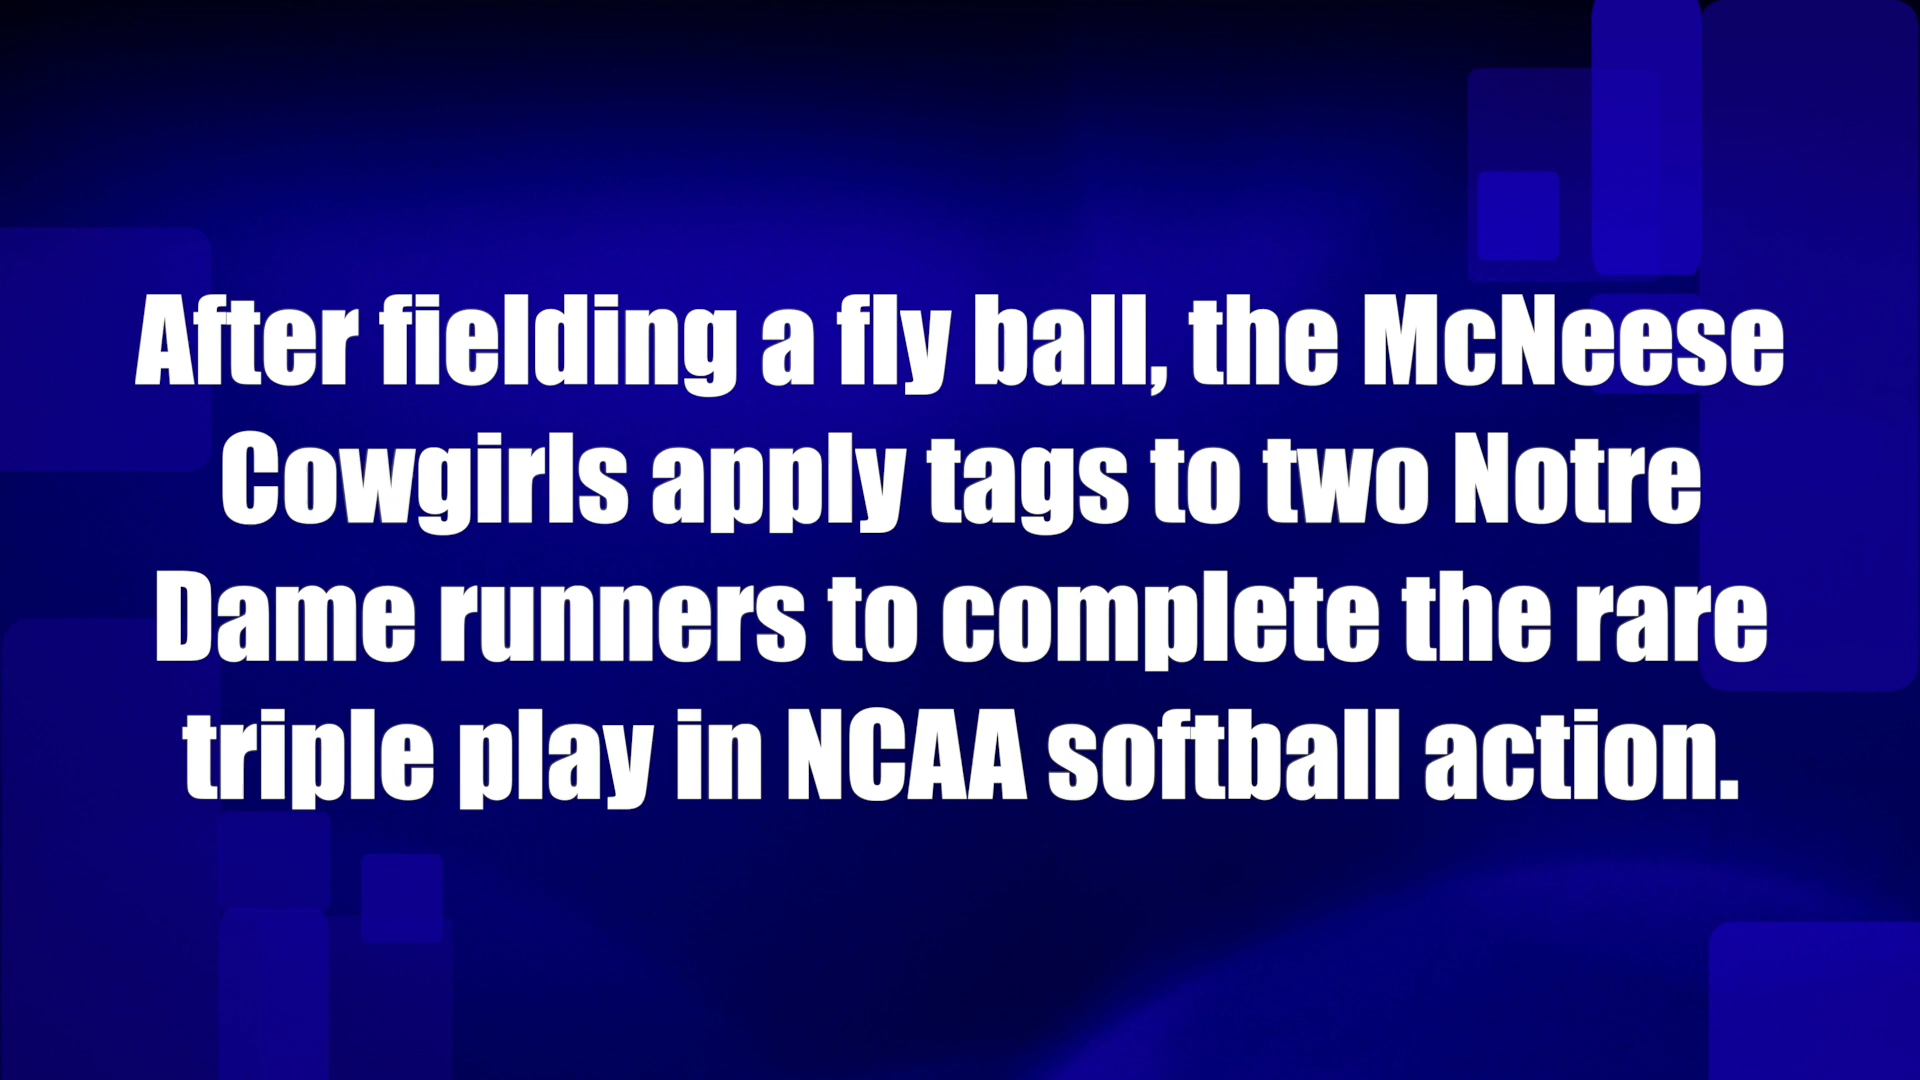 After fielding a fly ball, the McNeese
Cowgirls apply tags to two Notre
Dame runners to complete the rare
triple play in NCAA softball action.